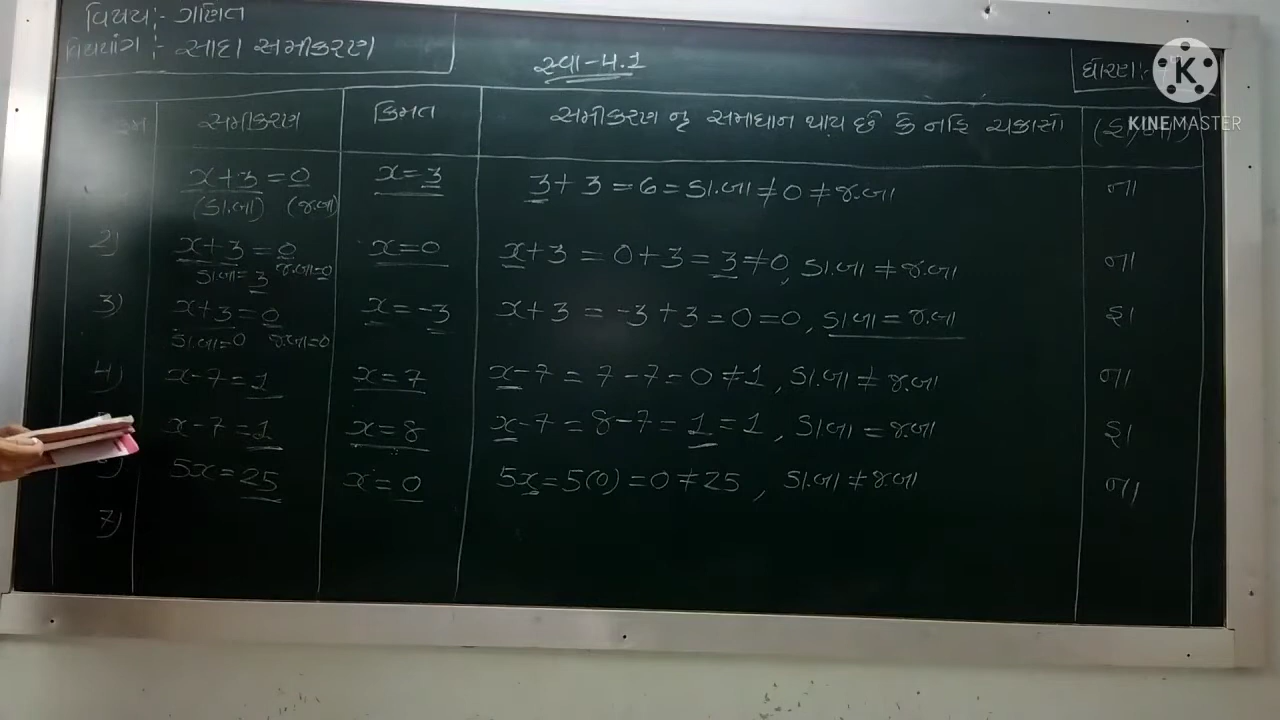 વિષય:- ગણિત
વિષયાંગ:- સાદા સમીકરણ
સ્વા-4.1
ધોરણ:-
K
KINEMASTER
સમીકરણ કિંમત સમીકરણ નું સમાધાન થાય છે કે નહિ ચકાસો
x+3=0 x=3 3+3=6=ડા.બા≠0≠જ.બા ના
(ડા.બા) (જ.બા)
2) x+3=0 x=0 x+3=0+3=3≠0, ડા.બા≠જ.બા ના
ડા.બા=3 જ.બા=0
3) x+3=0 x=-3 x+3=-3+3=0=0, ડા.બા=જ.બા હા
ડા.બા=0 જ.બા=0
4) x-7=1 x=7 x-7=7-7=0≠1, ડા.બા≠જ.બા ના
x-7=1 x=8 x-7=8-7=1=1, ડા.બા=જ.બા હા
5x=25 x=0 5x=5(0)=0≠25, ડા.બા≠જ.બા ના
7)